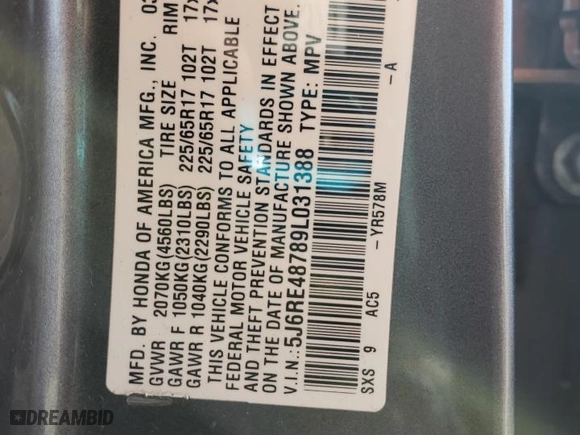 MFD. BY HONDA OF AMERICA MFG., INC. 03
GVWR 2070KG(4560LBS) TIRE SIZE RIM
GAWR F 1050KG(2310LBS) 225/65R17 102T 17x
GAWR R 1040KG(2290LBS) 225/65R17 102T 17x
THIS VEHICLE CONFORMS TO ALL APPLICABLE
FEDERAL MOTOR VEHICLE SAFETY
AND THEFT PREVENTION STANDARDS IN EFFECT
ON THE DATE OF MANUFACTURE SHOWN ABOVE.
V.I.N.:5J6RE48789L031388 TYPE: MPV
SXS 9 AC5 -YR578M -A
DREAMBID